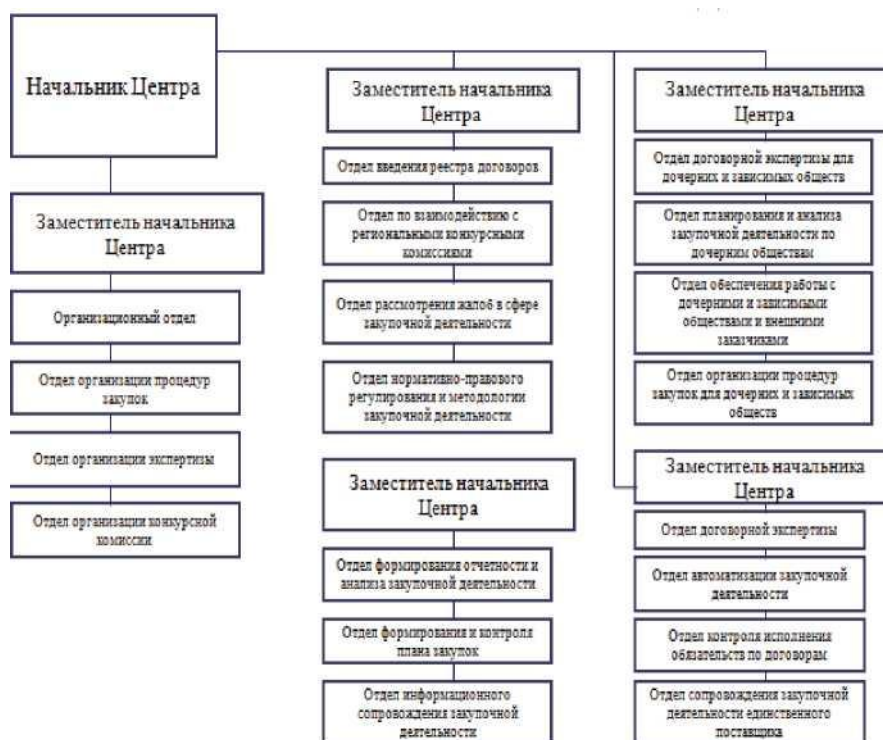 Начальник Центра
Заместитель начальника
Центра
Организационный отдел
Отдел организации процедур
закупок
Отдел организации экспертизы
Отдел организации конкурсной
комиссии
Заместитель начальника
Центра
Отдел введения реестра договоров
Отдел по взаимодействию с
региональными конкурсными
комиссиями
Отдел рассмотрения жалоб в сфере
закупочной деятельности
Отдел нормативно-правового
регулирования и методологии
закупочной деятельности
Заместитель начальника
Центра
Отдел формирования отчетности и
анализа закупочной деятельности
Отдел формирования и контроля
плана закупок
Отдел информационного
сопровождения закупочной
деятельности
Заместитель начальника
Центра
Отдел договорной экспертизы для
дочерних и зависимых обществ
Отдел планирования и анализа
закупочной деятельности по
дочерним обществам
Отдел обеспечения работы с
дочерними и зависимыми
обществами и внешними
заказчиками
Отдел организации процедур
закупок для дочерних и зависимых
обществ
Заместитель начальника
Центра
Отдел договорной экспертизы
Отдел автоматизации закупочной
деятельности
Отдел контроля исполнения
обязательств по договорам
Отдел сопровождения закупочной
деятельности единственного
поставщика